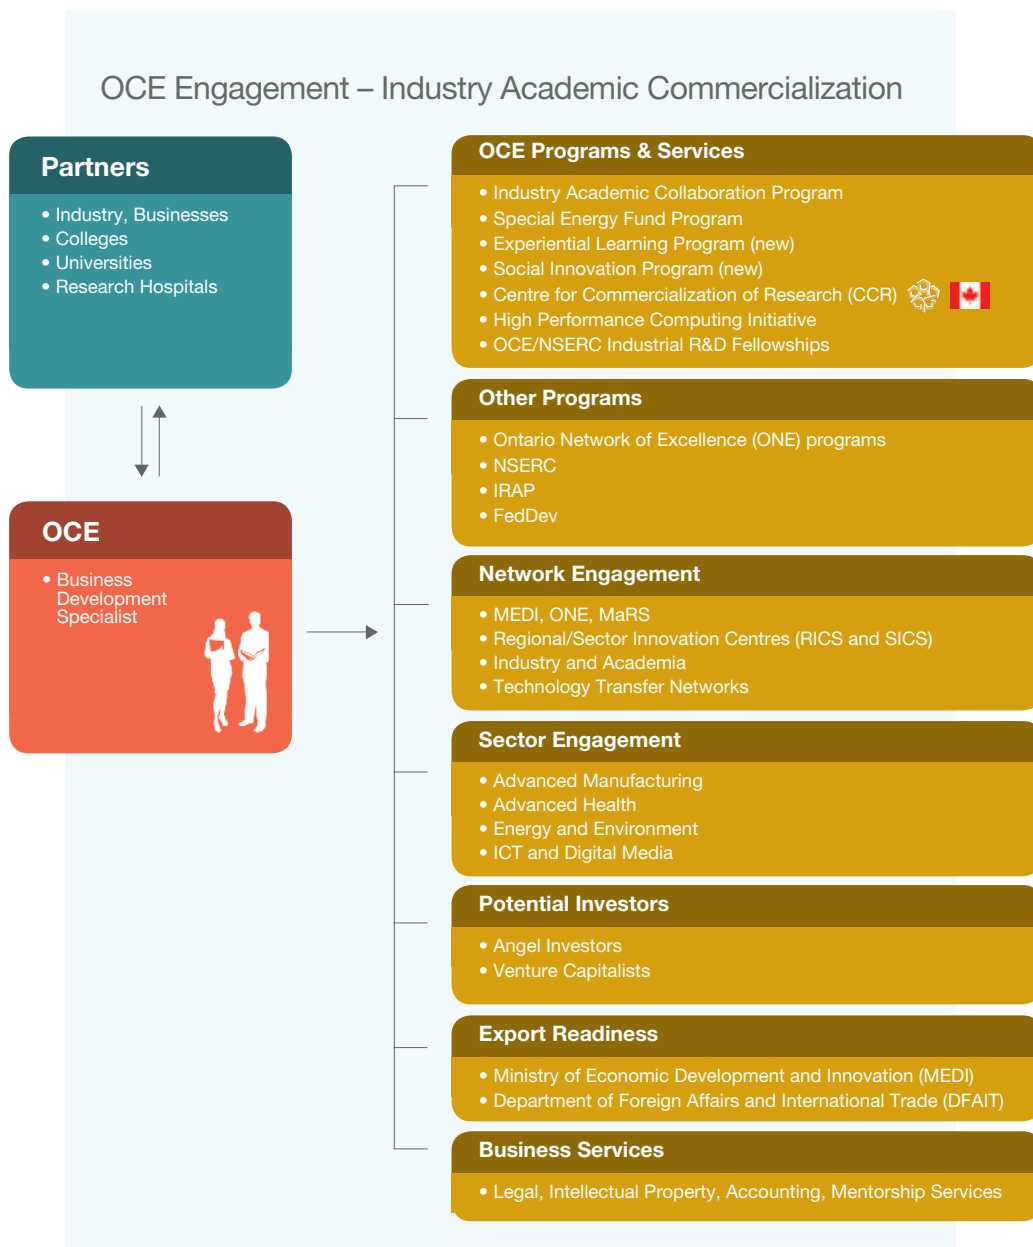 OCE Engagement – Industry Academic Commercialization
Partners
• Industry, Businesses
• Colleges
• Universities
• Research Hospitals
OCE
• Business
Development
Specialist
OCE Programs & Services
• Industry Academic Collaboration Program
• Special Energy Fund Program
• Experiential Learning Program (new)
• Social Innovation Program (new)
• Centre for Commercialization of Research (CCR)
• High Performance Computing Initiative
• OCE/NSERC Industrial R&D Fellowships
Other Programs
• Ontario Network of Excellence (ONE) programs
• NSERC
• IRAP
• FedDev
Network Engagement
• MEDI, ONE, MaRS
• Regional/Sector Innovation Centres (RICS and SICS)
• Industry and Academia
• Technology Transfer Networks
Sector Engagement
• Advanced Manufacturing
• Advanced Health
• Energy and Environment
• ICT and Digital Media
Potential Investors
• Angel Investors
• Venture Capitalists
Export Readiness
• Ministry of Economic Development and Innovation (MEDI)
• Department of Foreign Affairs and International Trade (DFAIT)
Business Services
• Legal, Intellectual Property, Accounting, Mentorship Services